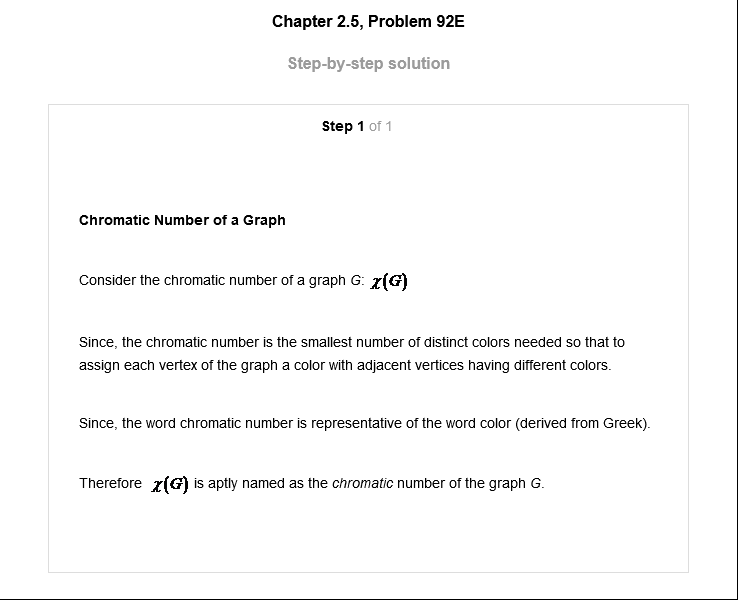 Chapter 2.5, Problem 92E
Step-by-step solution
Step 1 of 1
Chromatic Number of a Graph
Consider the chromatic number of a graph G: χ(G)
Since, the chromatic number is the smallest number of distinct colors needed so that to
assign each vertex of the graph a color with adjacent vertices having different colors.
Since, the word chromatic number is representative of the word color (derived from Greek).
Therefore χ(G) is aptly named as the chromatic number of the graph G.